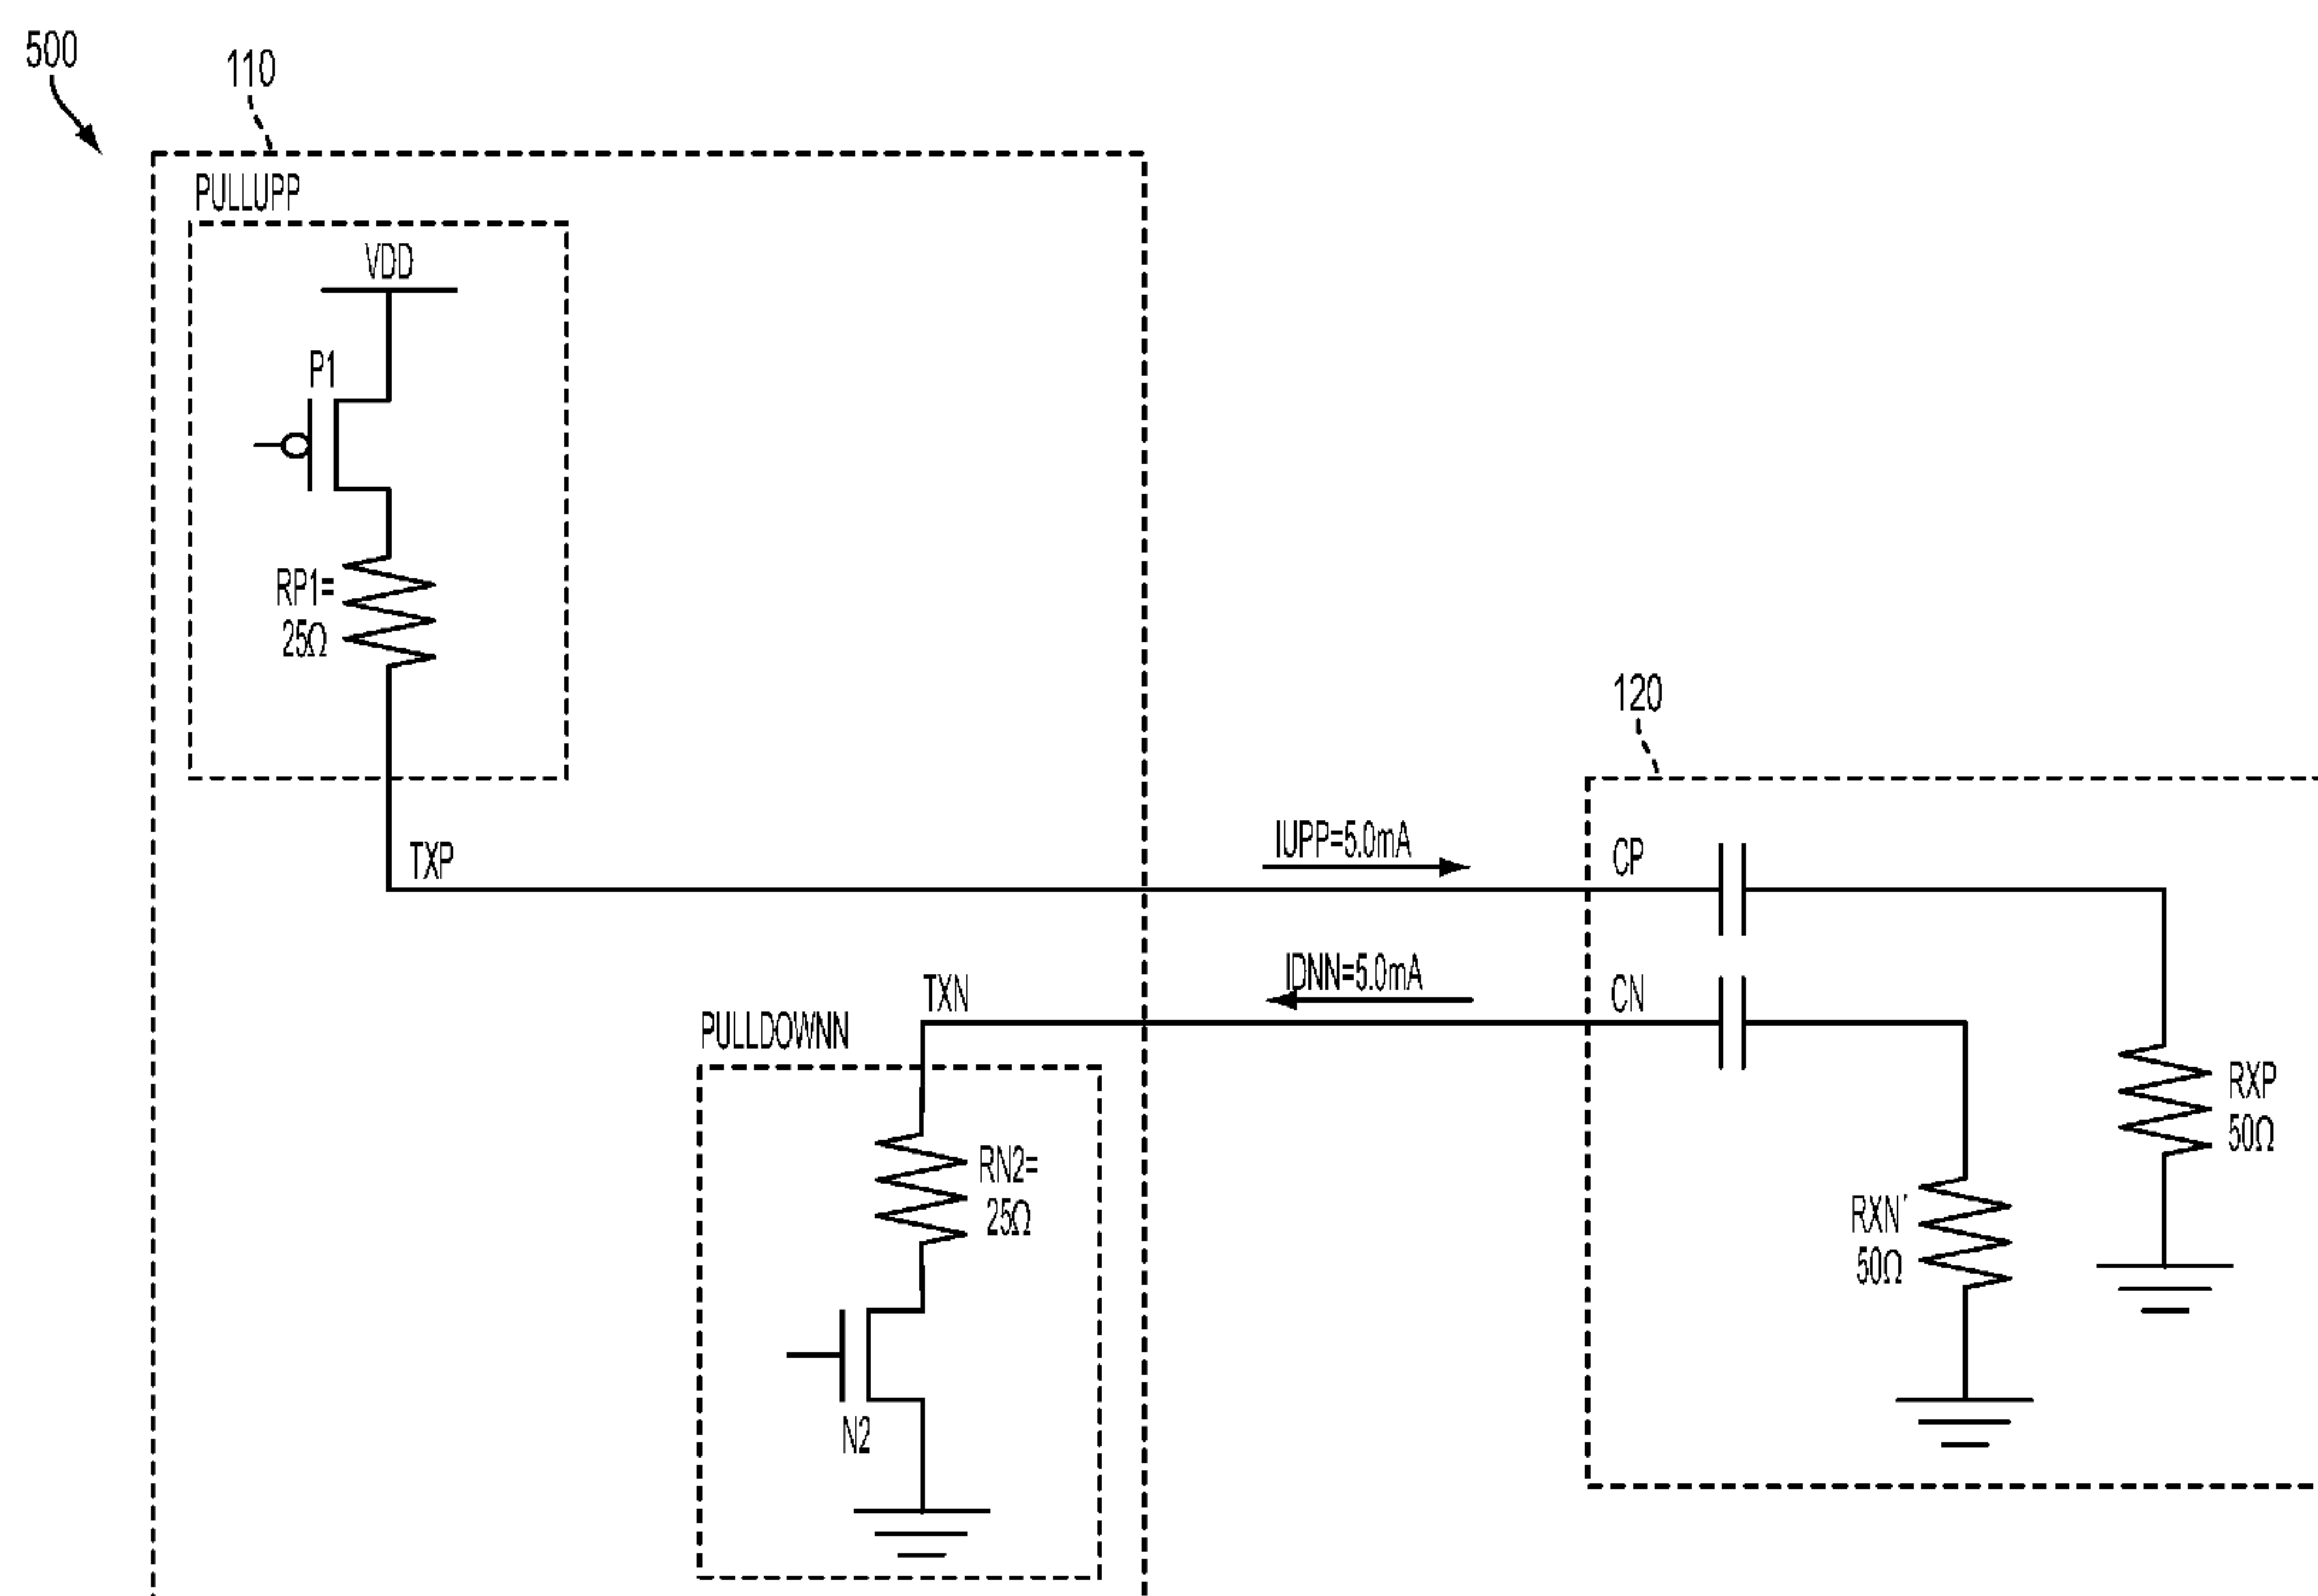 500
110
PULLUPP
VDD
P1
RP1=
25Ω
120
TXP
IUPP=5.0mA
CP
TXN
IDNN=5.0mA
CN
PULLDOWNN
RN2=
25Ω
RXP
50Ω
RXN'
50Ω
N2